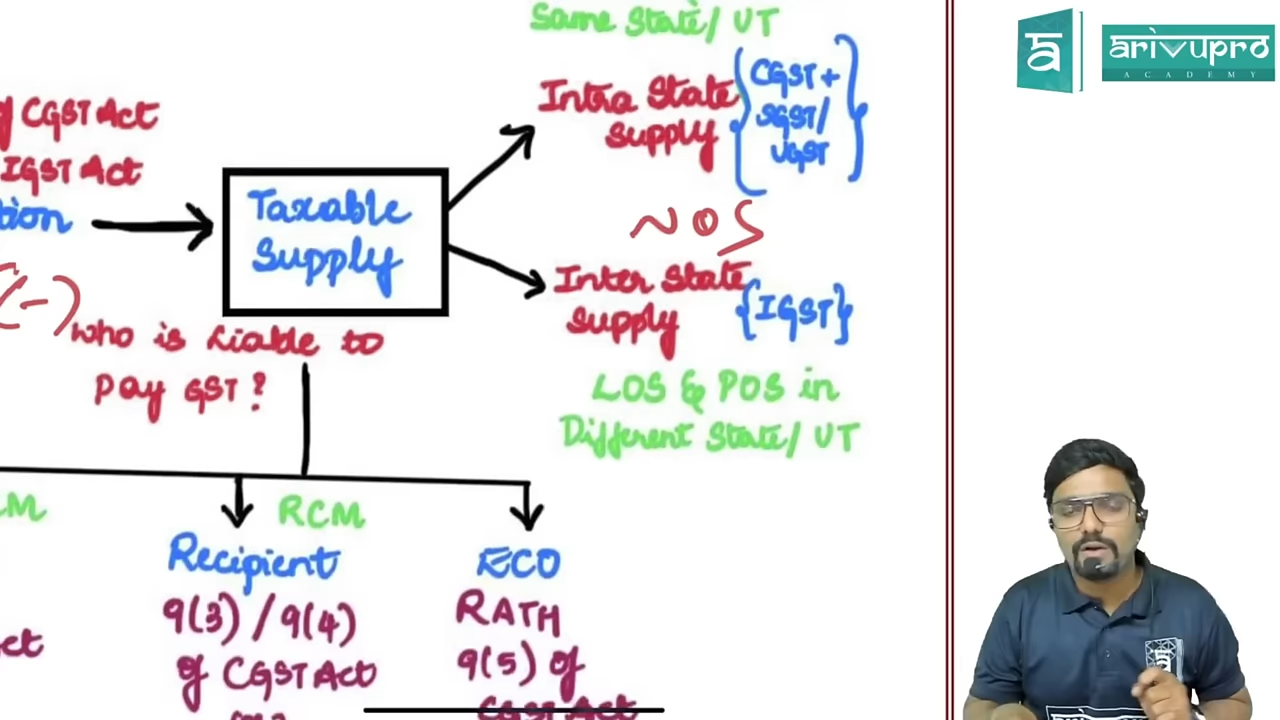 Same State/ UT
Intra State
Supply
CGST +
SGST/
UGST
of CGST Act
IGST Act
tion
Taxable
Supply
NOS
Inter State
Supply
{IGST}
LOS & POS in
Different State/ UT
(-)
who is Liable to
pay GST?
RCM
Recipient
9(3) / 9(4)
of CGST Act
ECO
RATH
9(5) of
CGST Act
arivupro
ACADEMY